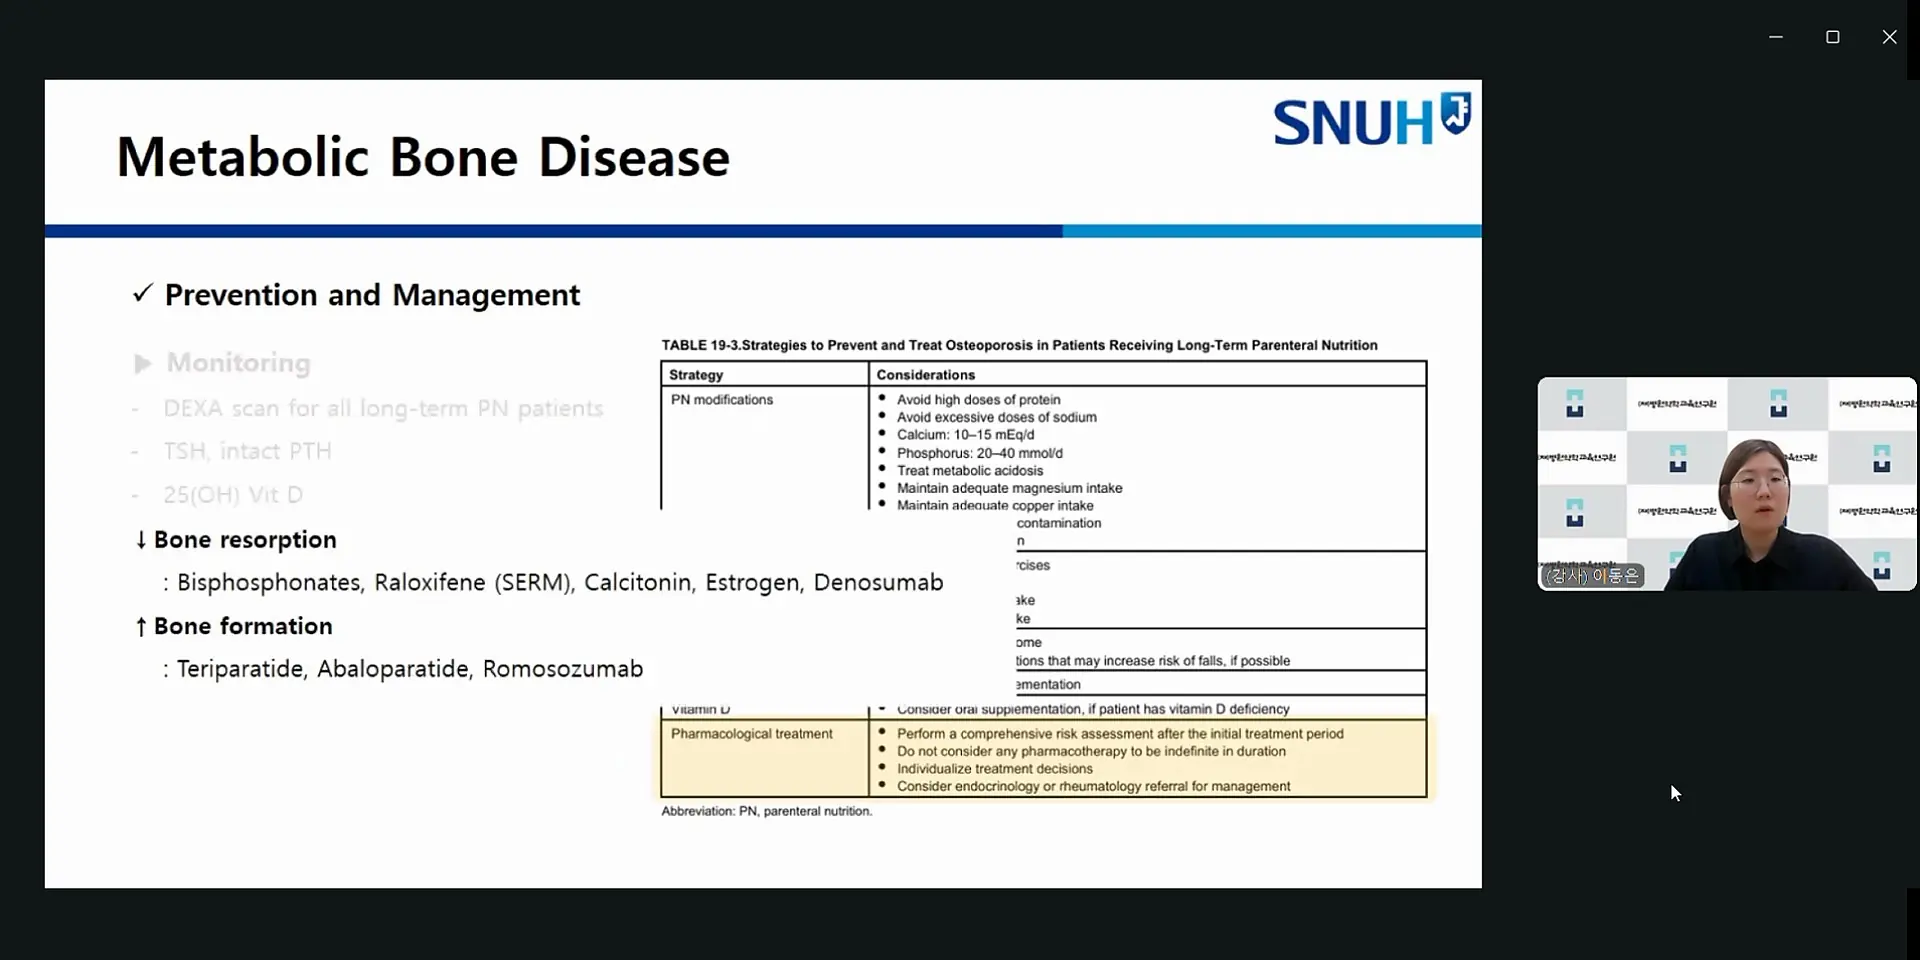 SNUH
Metabolic Bone Disease
✓ Prevention and Management
▶ Monitoring
- DEXA scan for all long-term PN patients
- TSH, intact PTH
- 25(OH) Vit D
↓ Bone resorption
: Bisphosphonates, Raloxifene (SERM), Calcitonin, Estrogen, Denosumab
↑ Bone formation
: Teriparatide, Abaloparatide, Romosozumab
TABLE 19-3.Strategies to Prevent and Treat Osteoporosis in Patients Receiving Long-Term Parenteral Nutrition
Strategy Considerations
PN modifications
• Avoid high doses of protein
• Avoid excessive doses of sodium
• Calcium: 10–15 mEq/d
• Phosphorus: 20–40 mmol/d
• Treat metabolic acidosis
• Maintain adequate magnesium intake
• Maintain adequate copper intake
contamination
n
rcises
ake
ke
ome
tions that may increase risk of falls, if possible
ementation
Vitamin D
• Consider oral supplementation, if patient has vitamin D deficiency
Pharmacological treatment
• Perform a comprehensive risk assessment after the initial treatment period
• Do not consider any pharmacotherapy to be indefinite in duration
• Individualize treatment decisions
• Consider endocrinology or rheumatology referral for management
Abbreviation: PN, parenteral nutrition.
(강사) 이동은